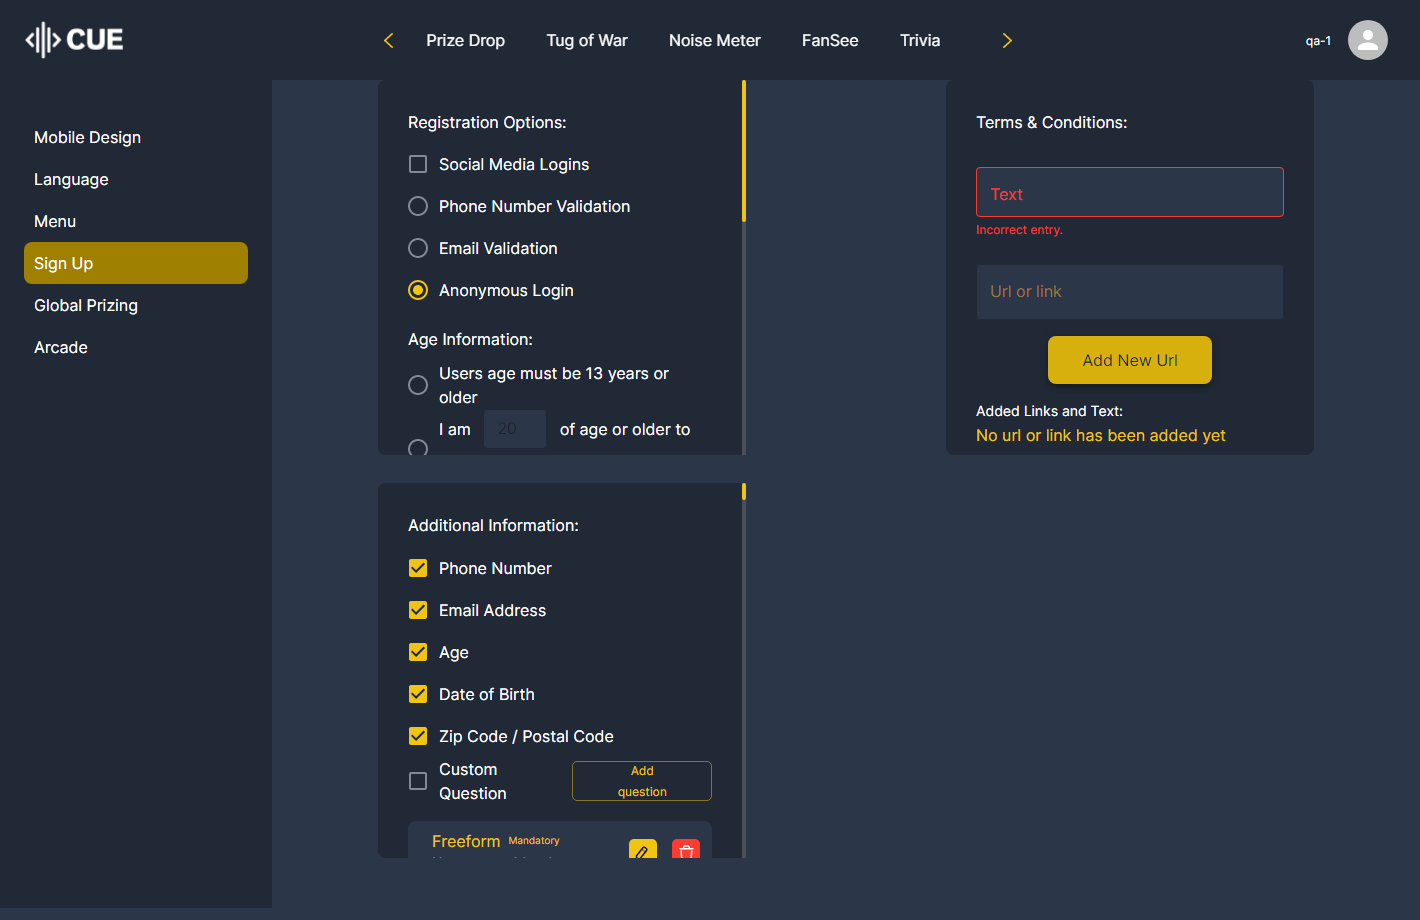 CUE
Prize Drop
Tug of War
Noise Meter
FanSee
Trivia
qa-1
Mobile Design
Language
Menu
Sign Up
Global Prizing
Arcade
Registration Options:
Social Media Logins
Phone Number Validation
Email Validation
Anonymous Login
Age Information:
Users age must be 13 years or
older
I am 20 of age or older to
Terms & Conditions:
Text
Incorrect entry.
Url or link
Add New Url
Added Links and Text:
No url or link has been added yet
Additional Information:
Phone Number
Email Address
Age
Date of Birth
Zip Code / Postal Code
Custom
Question
Add
question
Freeform Mandatory